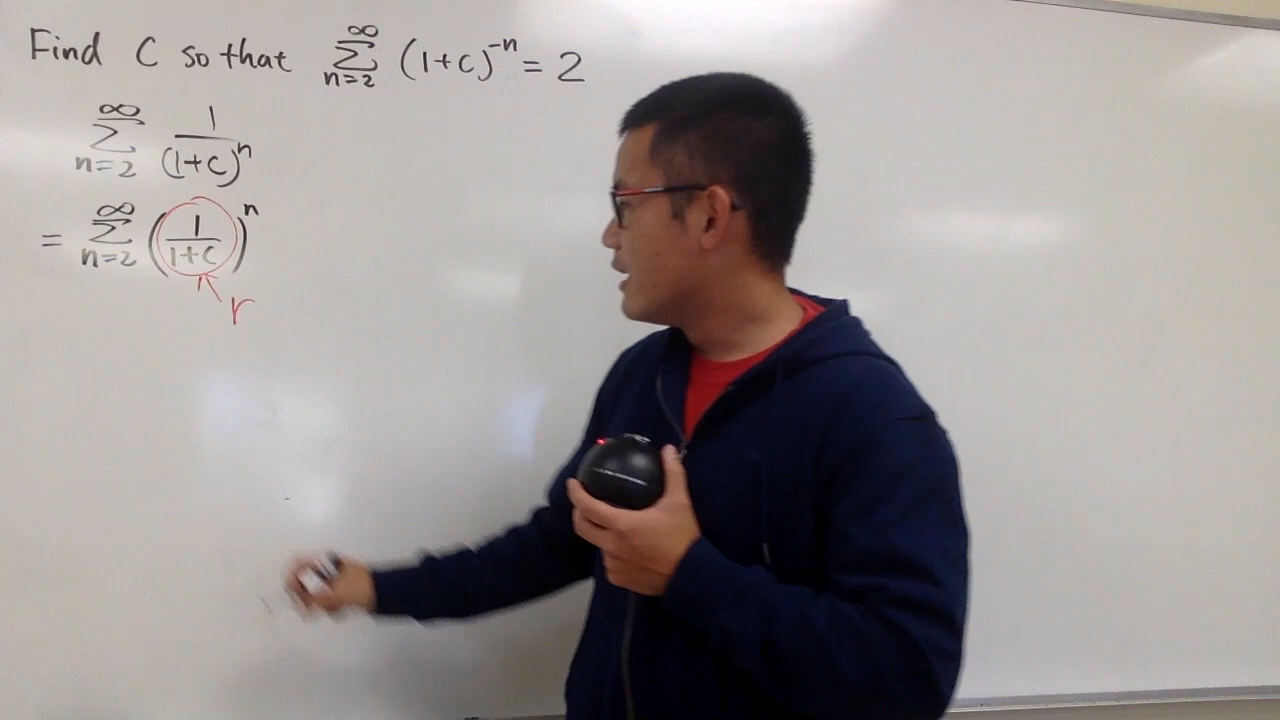 Find C so that ∑_{n=2}^{∞} (1+c)^{-n} = 2
∑_{n=2}^{∞} 1/(1+c)^n
= ∑_{n=2}^{∞} (1/(1+c))^n
r